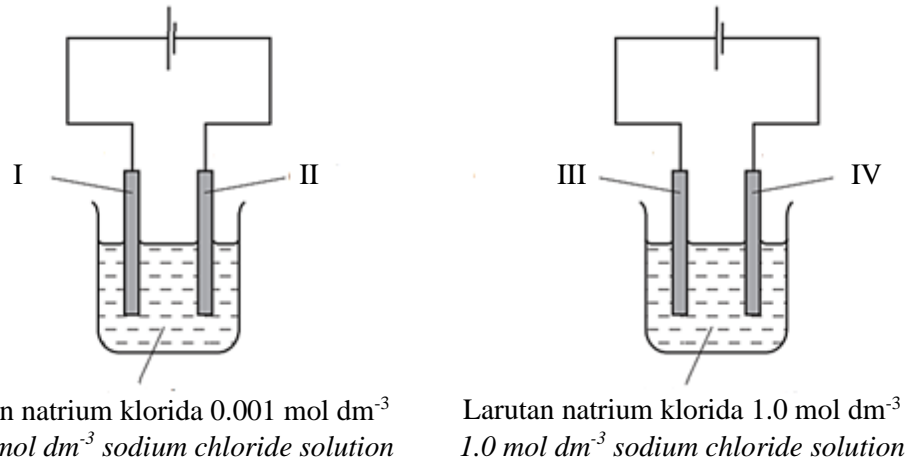 I
II
III
IV
n natrium klorida 0.001 mol dm⁻³
mol dm⁻³ sodium chloride solution
Larutan natrium klorida 1.0 mol dm⁻³
1.0 mol dm⁻³ sodium chloride solution